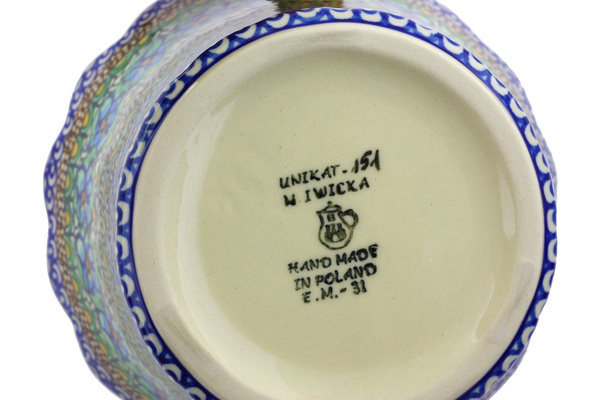 UNIKAT-151
W IWICKA
HAND MADE
IN POLAND
E.M.-31